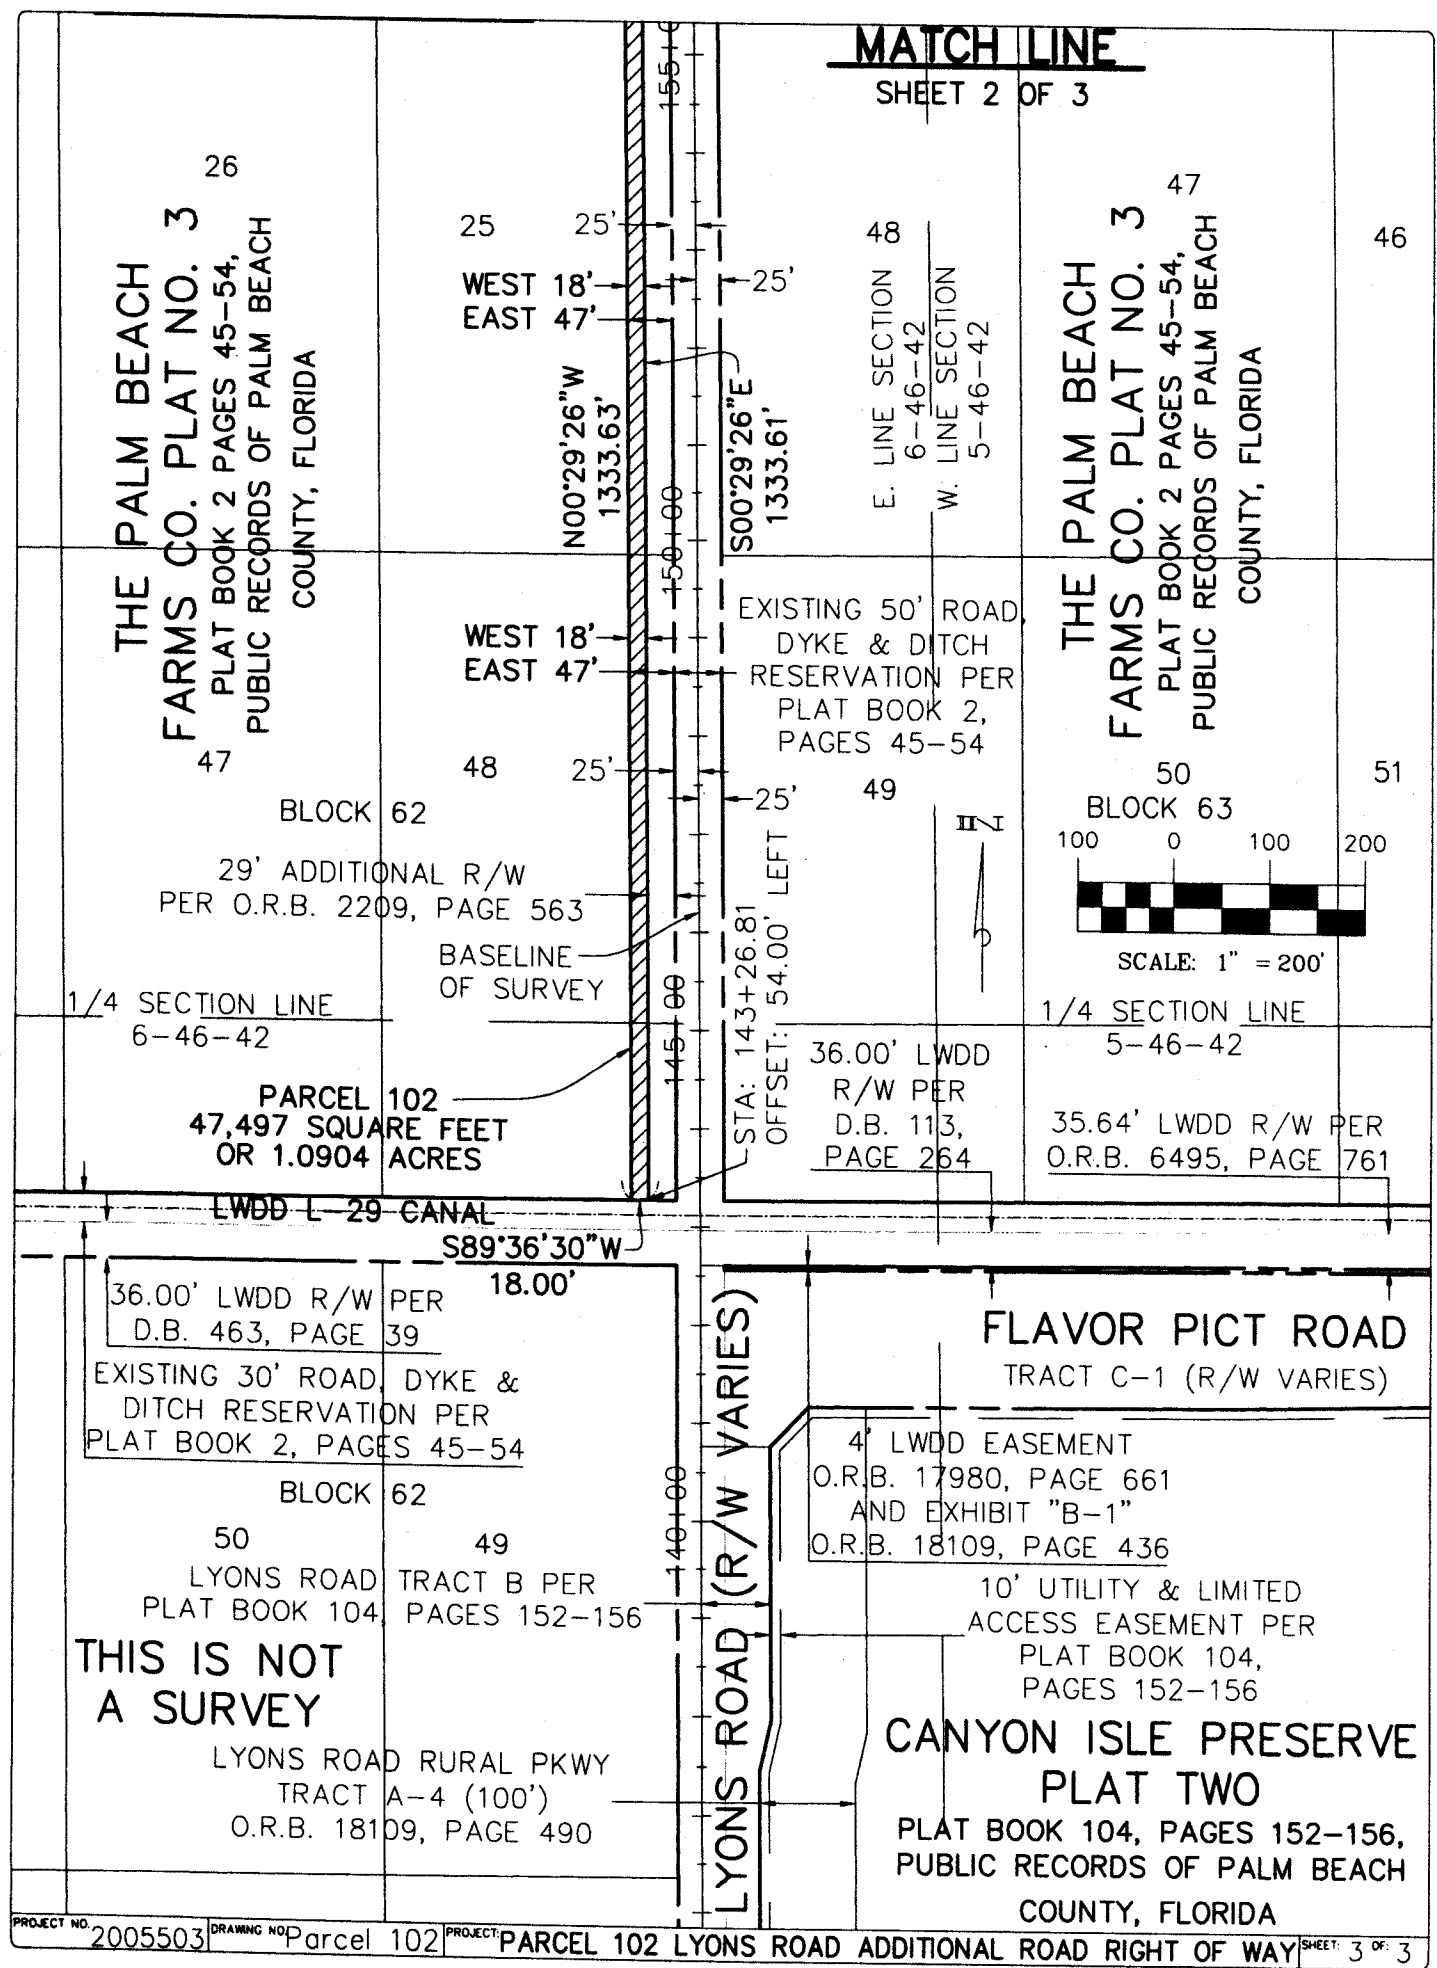 MATCH LINE
SHEET 2 OF 3
26
THE PALM BEACH
FARMS CO. PLAT NO. 3
PLAT BOOK 2 PAGES 45-54,
PUBLIC RECORDS OF PALM BEACH
COUNTY, FLORIDA
25
25'
WEST 18'
EAST 47'
25'
N00°29'26"W
1333.63'
S00°29'26"E
1333.61'
48
E. LINE SECTION
6-46-42
W. LINE SECTION
5-46-42
47
THE PALM BEACH
FARMS CO. PLAT NO. 3
PLAT BOOK 2 PAGES 45-54,
PUBLIC RECORDS OF PALM BEACH
COUNTY, FLORIDA
46
150+00
WEST 18'
EAST 47'
EXISTING 50' ROAD,
DYKE & DITCH
RESERVATION PER
PLAT BOOK 2,
PAGES 45-54
47
48
25'
25'
49
50
51
BLOCK 62
BLOCK 63
29' ADDITIONAL R/W
PER O.R.B. 2209, PAGE 563
BASELINE
OF SURVEY
STA: 143+26.81
OFFSET: 54.00' LEFT
N
100 0 100 200
SCALE: 1" = 200'
1/4 SECTION LINE
6-46-42
1/4 SECTION LINE
5-46-42
145+00
PARCEL 102
47,497 SQUARE FEET
OR 1.0904 ACRES
36.00' LWDD
R/W PER
D.B. 113,
PAGE 264
35.64' LWDD R/W PER
O.R.B. 6495, PAGE 761
LWDD L-29 CANAL
S89°36'30"W
18.00'
36.00' LWDD R/W PER
D.B. 463, PAGE 39
EXISTING 30' ROAD, DYKE &
DITCH RESERVATION PER
PLAT BOOK 2, PAGES 45-54
BLOCK 62
50
49
LYONS ROAD TRACT B PER
PLAT BOOK 104, PAGES 152-156
THIS IS NOT
A SURVEY
LYONS ROAD RURAL PKWY
TRACT A-4 (100')
O.R.B. 18109, PAGE 490
140+00
LYONS ROAD (R/W VARIES)
FLAVOR PICT ROAD
TRACT C-1 (R/W VARIES)
4' LWDD EASEMENT
O.R.B. 17980, PAGE 661
AND EXHIBIT "B-1"
O.R.B. 18109, PAGE 436
10' UTILITY & LIMITED
ACCESS EASEMENT PER
PLAT BOOK 104,
PAGES 152-156
CANYON ISLE PRESERVE
PLAT TWO
PLAT BOOK 104, PAGES 152-156,
PUBLIC RECORDS OF PALM BEACH
COUNTY, FLORIDA
PROJECT NO. 2005503 DRAWING NO. Parcel 102 PROJECT: PARCEL 102 LYONS ROAD ADDITIONAL ROAD RIGHT OF WAY SHEET: 3 OF: 3